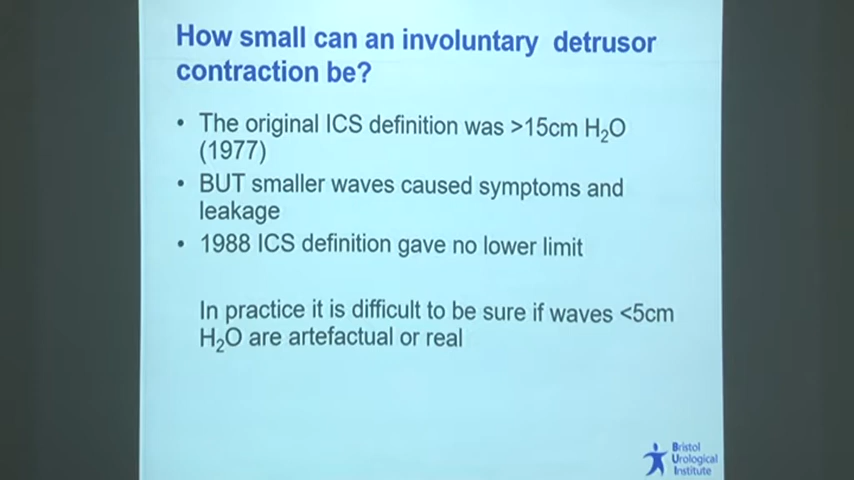 How small can an involuntary detrusor
contraction be?
• The original ICS definition was >15cm H₂O
(1977)
• BUT smaller waves caused symptoms and
leakage
• 1988 ICS definition gave no lower limit
In practice it is difficult to be sure if waves <5cm
H₂O are artefactual or real
Bristol
Urological
Institute